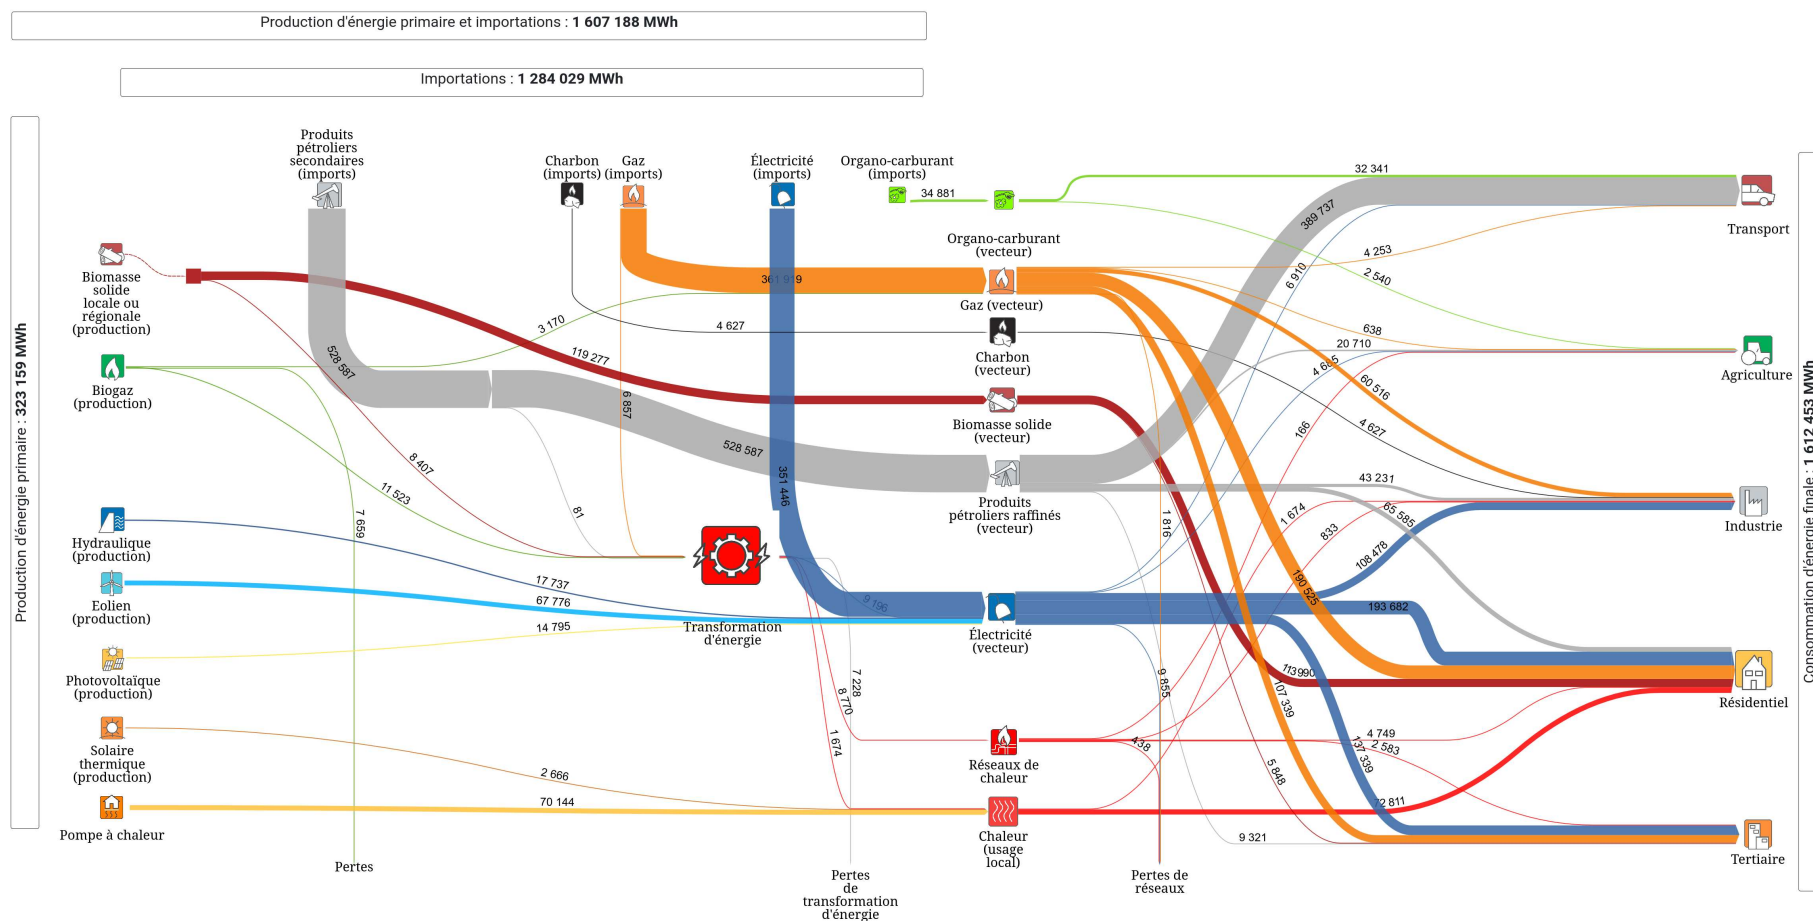 Production d'énergie primaire et importations : 1 607 188 MWh
Importations : 1 284 029 MWh
Production d'énergie primaire : 323 159 MWh
Consommation d'énergie finale : 1 612 453 MWh
Produits
pétroliers
secondaires
(imports)
Charbon
(imports)
Gaz
(imports)
Électricité
(imports)
Organo-carburant
(imports)
34 881
Organo-carburant
(vecteur)
32 341
Transport
389 737
Biomasse
solide
locale ou
régionale
(production)
361 919
Gaz (vecteur)
4 253
2 540
6 910
3 170
4 627
Charbon
(vecteur)
638
20 710
4 685
Agriculture
528 587
119 277
Biogaz
(production)
6 857
Biomasse solide
(vecteur)
60 516
166
4 627
8 407
11 523
528 587
351 446
Produits
pétroliers raffinés
(vecteur)
43 231
65 585
Industrie
7 659
81
1 674
833
1 816
108 478
Hydraulique
(production)
17 737
Eolien
(production)
67 776
9 196
190 525
193 682
Transformation
d'énergie
Électricité
(vecteur)
14 795
Photovoltaïque
(production)
7 228
8 770
9 855
113 990
107 339
Résidentiel
Solaire
thermique
(production)
1 674
Réseaux de
chaleur
438
4 749
2 583
137 339
2 666
5 848
70 144
72 811
Pompe à chaleur
Chaleur
(usage
local)
9 321
Tertiaire
Pertes
Pertes
de
transformation
d'énergie
Pertes de
réseaux